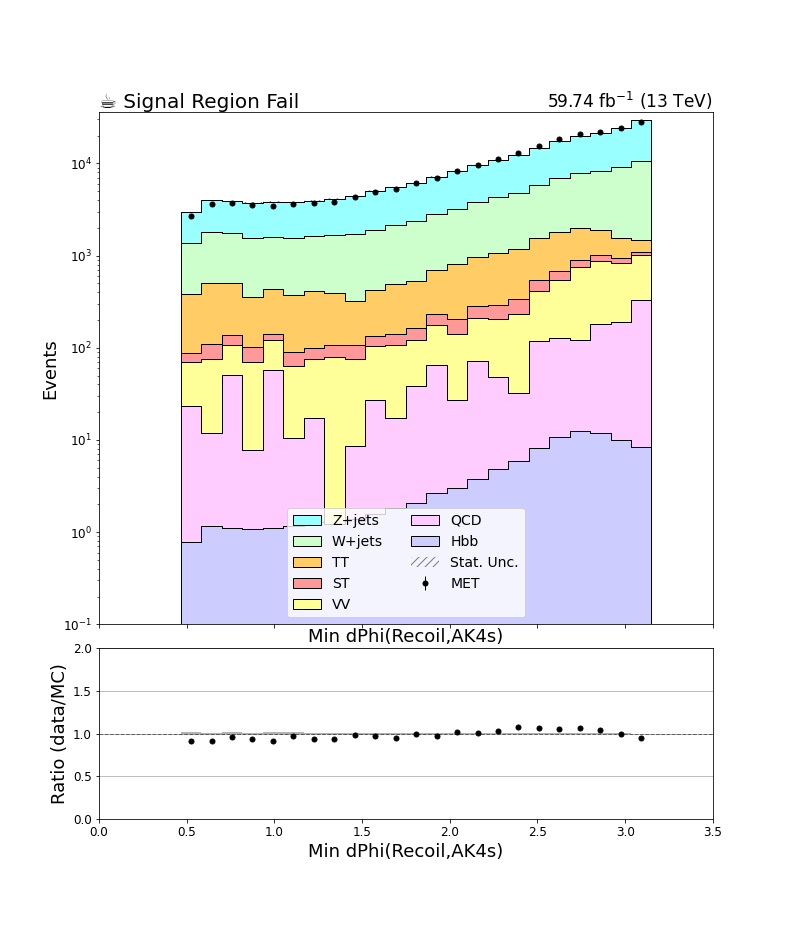 ☕ Signal Region Fail
59.74 fb⁻¹ (13 TeV)
Events
10⁴
10³
10²
10¹
10⁰
10⁻¹
Z+jets
W+jets
TT
ST
VV
QCD
Hbb
Stat. Unc.
MET
Min dPhi(Recoil,AK4s)
Ratio (data/MC)
2.0
1.5
1.0
0.5
0.0
0.0 0.5 1.0 1.5 2.0 2.5 3.0 3.5
Min dPhi(Recoil,AK4s)